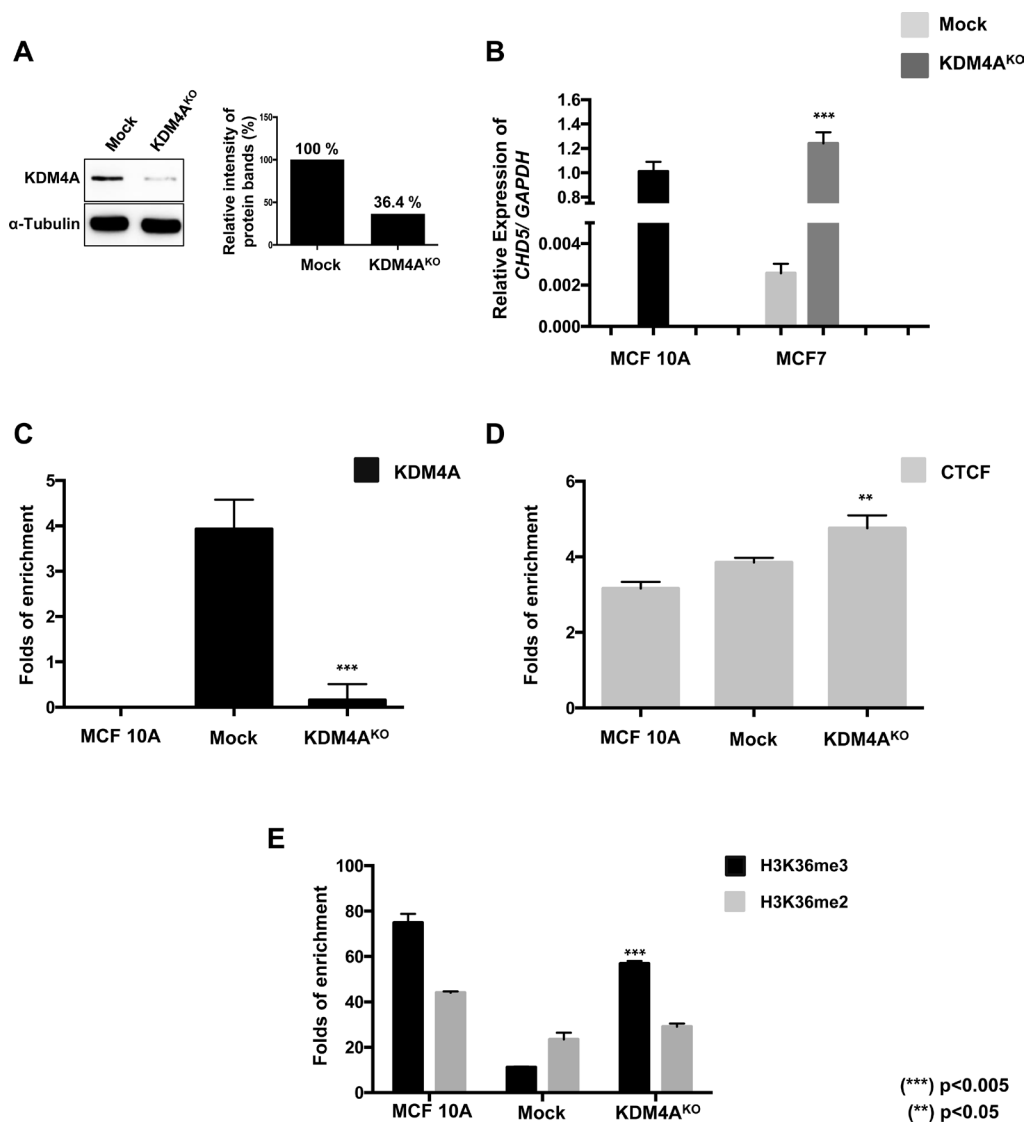 Mock
KDM4A^KO
A
Mock
KDM4A^KO
KDM4A
α-Tubulin
Relative intensity of
protein bands (%)
150
100
50
0
100 %
36.4 %
Mock
KDM4A^KO
B
Relative Expression of
CHD5/ GAPDH
1.6
1.4
1.2
1.0
0.8
0.004
0.002
0.000
***
MCF 10A
MCF7
C
KDM4A
Folds of enrichment
5
4
3
2
1
0
***
MCF 10A
Mock
KDM4A^KO
D
CTCF
Folds of enrichment
6
4
2
0
**
MCF 10A
Mock
KDM4A^KO
E
H3K36me3
H3K36me2
Folds of enrichment
100
80
60
40
20
0
***
MCF 10A
Mock
KDM4A^KO
(***) p<0.005
(**) p<0.05